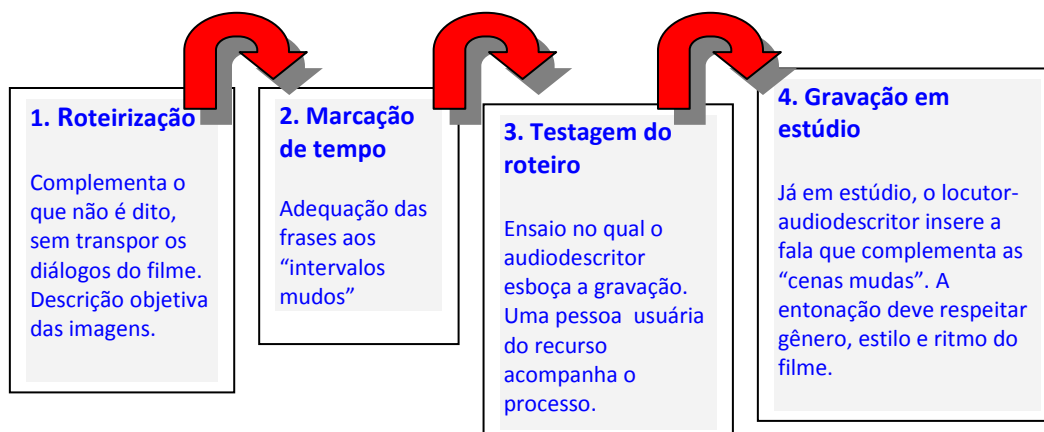 1. Roteirização
Complementa o
que não é dito,
sem transpor os
diálogos do filme.
Descrição objetiva
das imagens.
2. Marcação
de tempo
Adequação das
frases aos
“intervalos
mudos”
3. Testagem do
roteiro
Ensaio no qual o
audiodescritor
esboça a gravação.
Uma pessoa usuária
do recurso
acompanha o
processo.
4. Gravação em
estúdio
Já em estúdio, o locutor-
audiodescritor insere a
fala que complementa as
“cenas mudas”. A
entonação deve respeitar
gênero, estilo e ritmo do
filme.